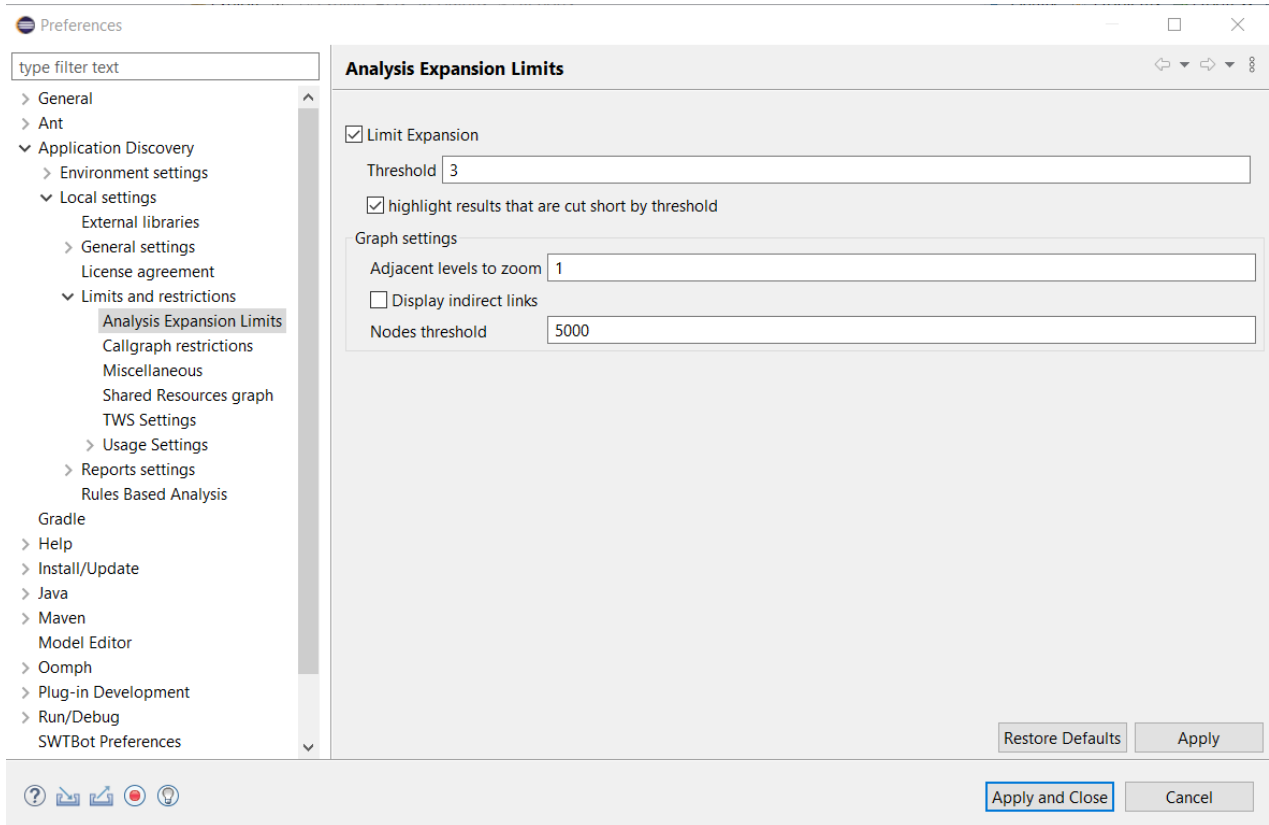 Preferences
type filter text
General
Ant
Application Discovery
Environment settings
Local settings
External libraries
General settings
License agreement
Limits and restrictions
Analysis Expansion Limits
Callgraph restrictions
Miscellaneous
Shared Resources graph
TWS Settings
Usage Settings
Reports settings
Rules Based Analysis
Gradle
Help
Install/Update
Java
Maven
Model Editor
Oomph
Plug-in Development
Run/Debug
SWTBot Preferences
Analysis Expansion Limits
Limit Expansion
Threshold 3
highlight results that are cut short by threshold
Graph settings
Adjacent levels to zoom 1
Display indirect links
Nodes threshold 5000
Restore Defaults Apply
Apply and Close Cancel